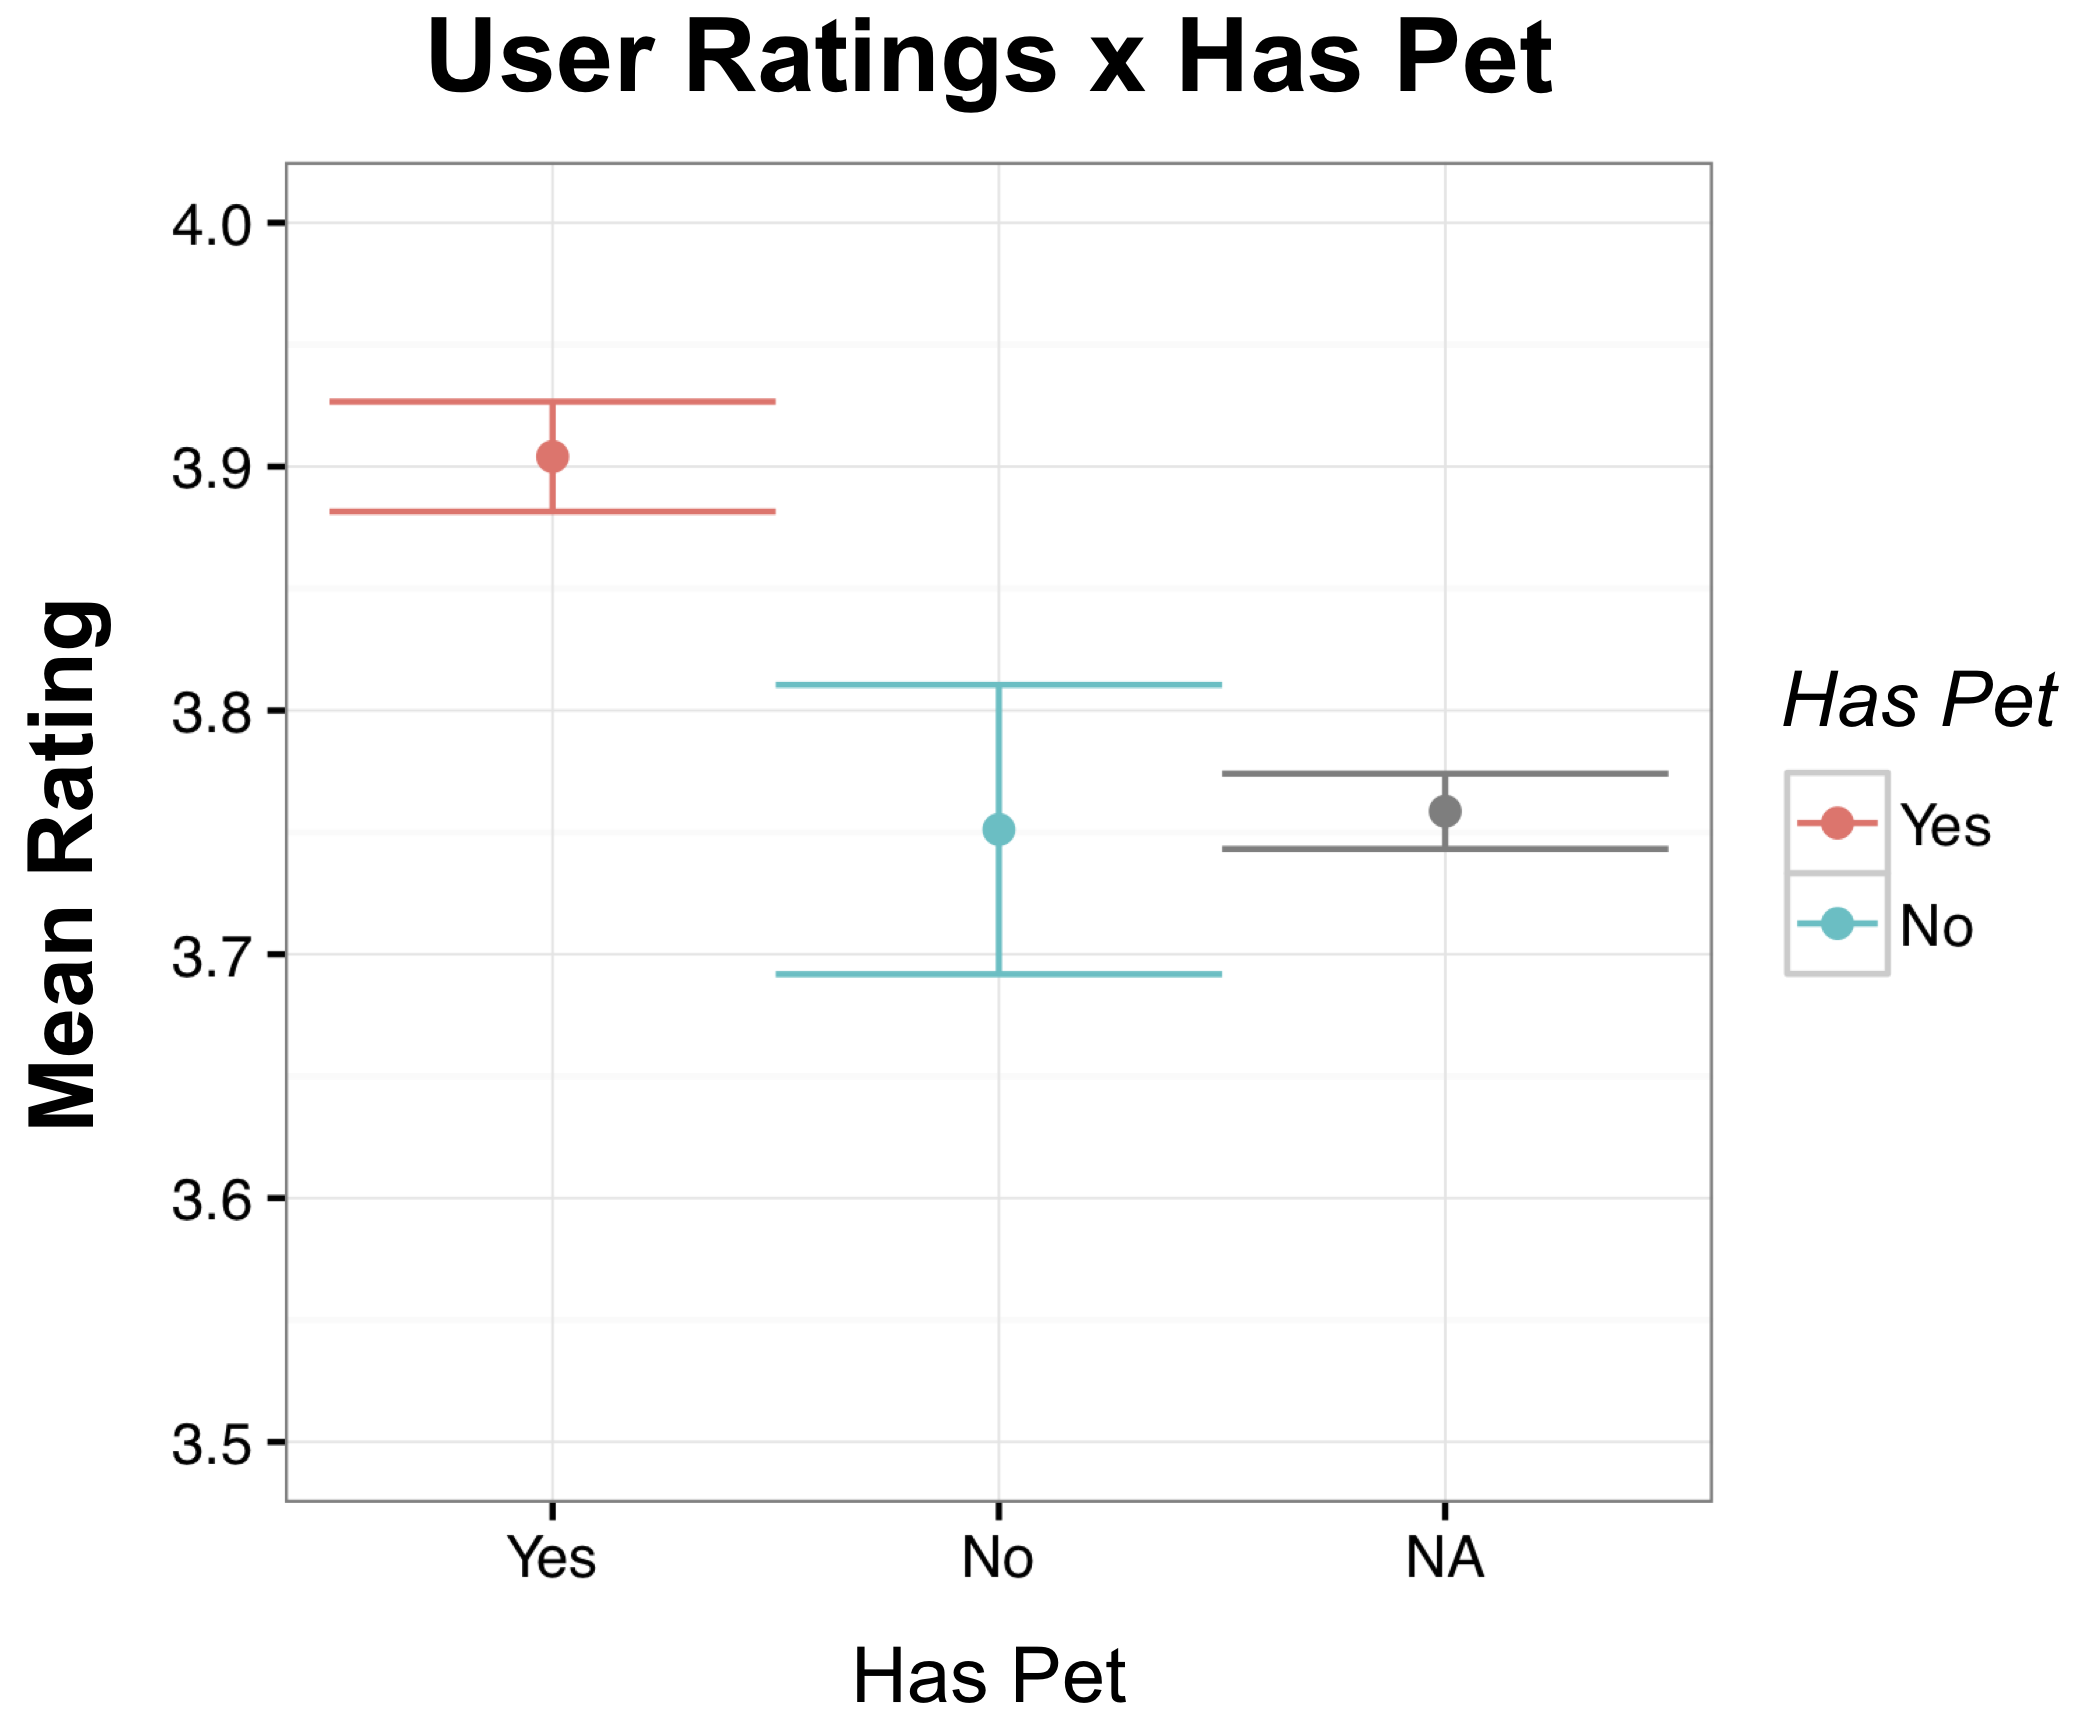 User Ratings x Has Pet
Mean Rating
4.0
3.9
3.8
3.7
3.6
3.5
Yes No NA
Has Pet
Has Pet
Yes
No